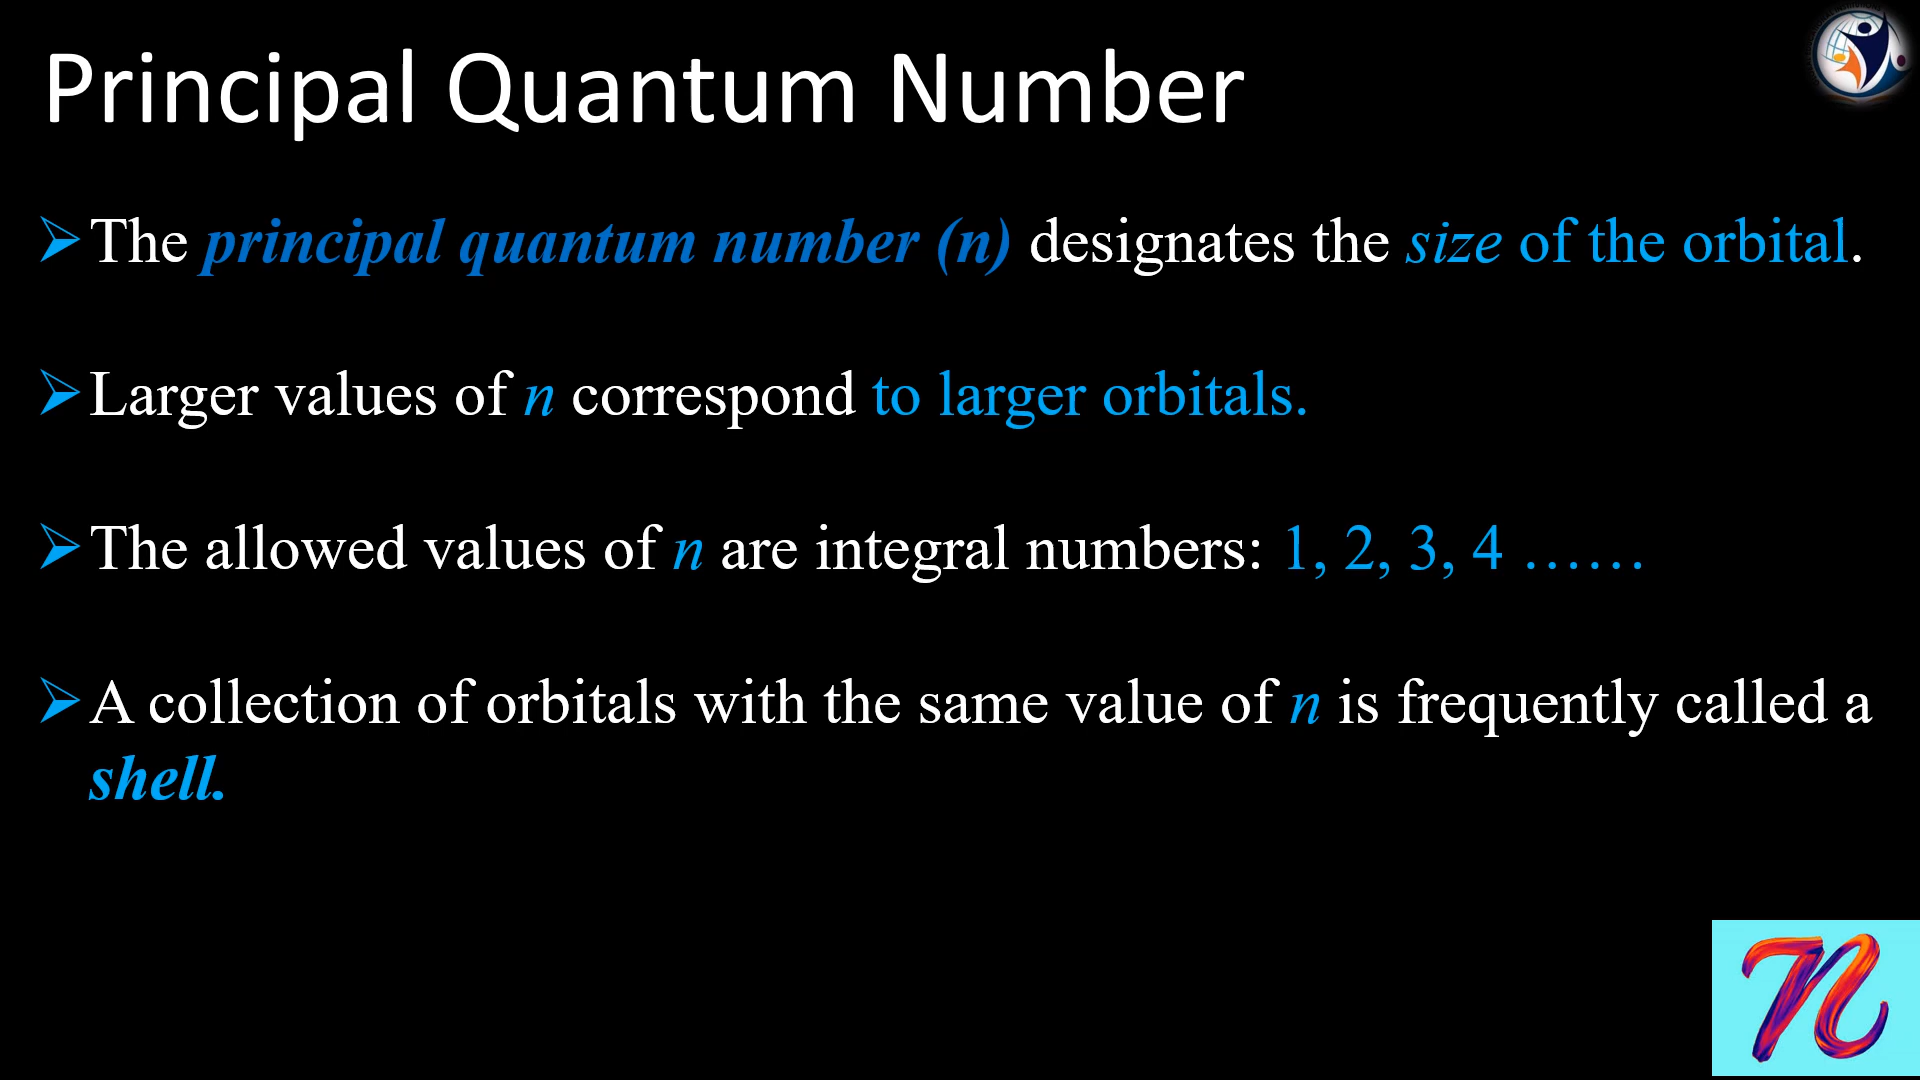 Principal Quantum Number
➢The principal quantum number (n) designates the size of the orbital.
➢Larger values of n correspond to larger orbitals.
➢The allowed values of n are integral numbers: 1, 2, 3, 4 ……
➢A collection of orbitals with the same value of n is frequently called a
shell.
n